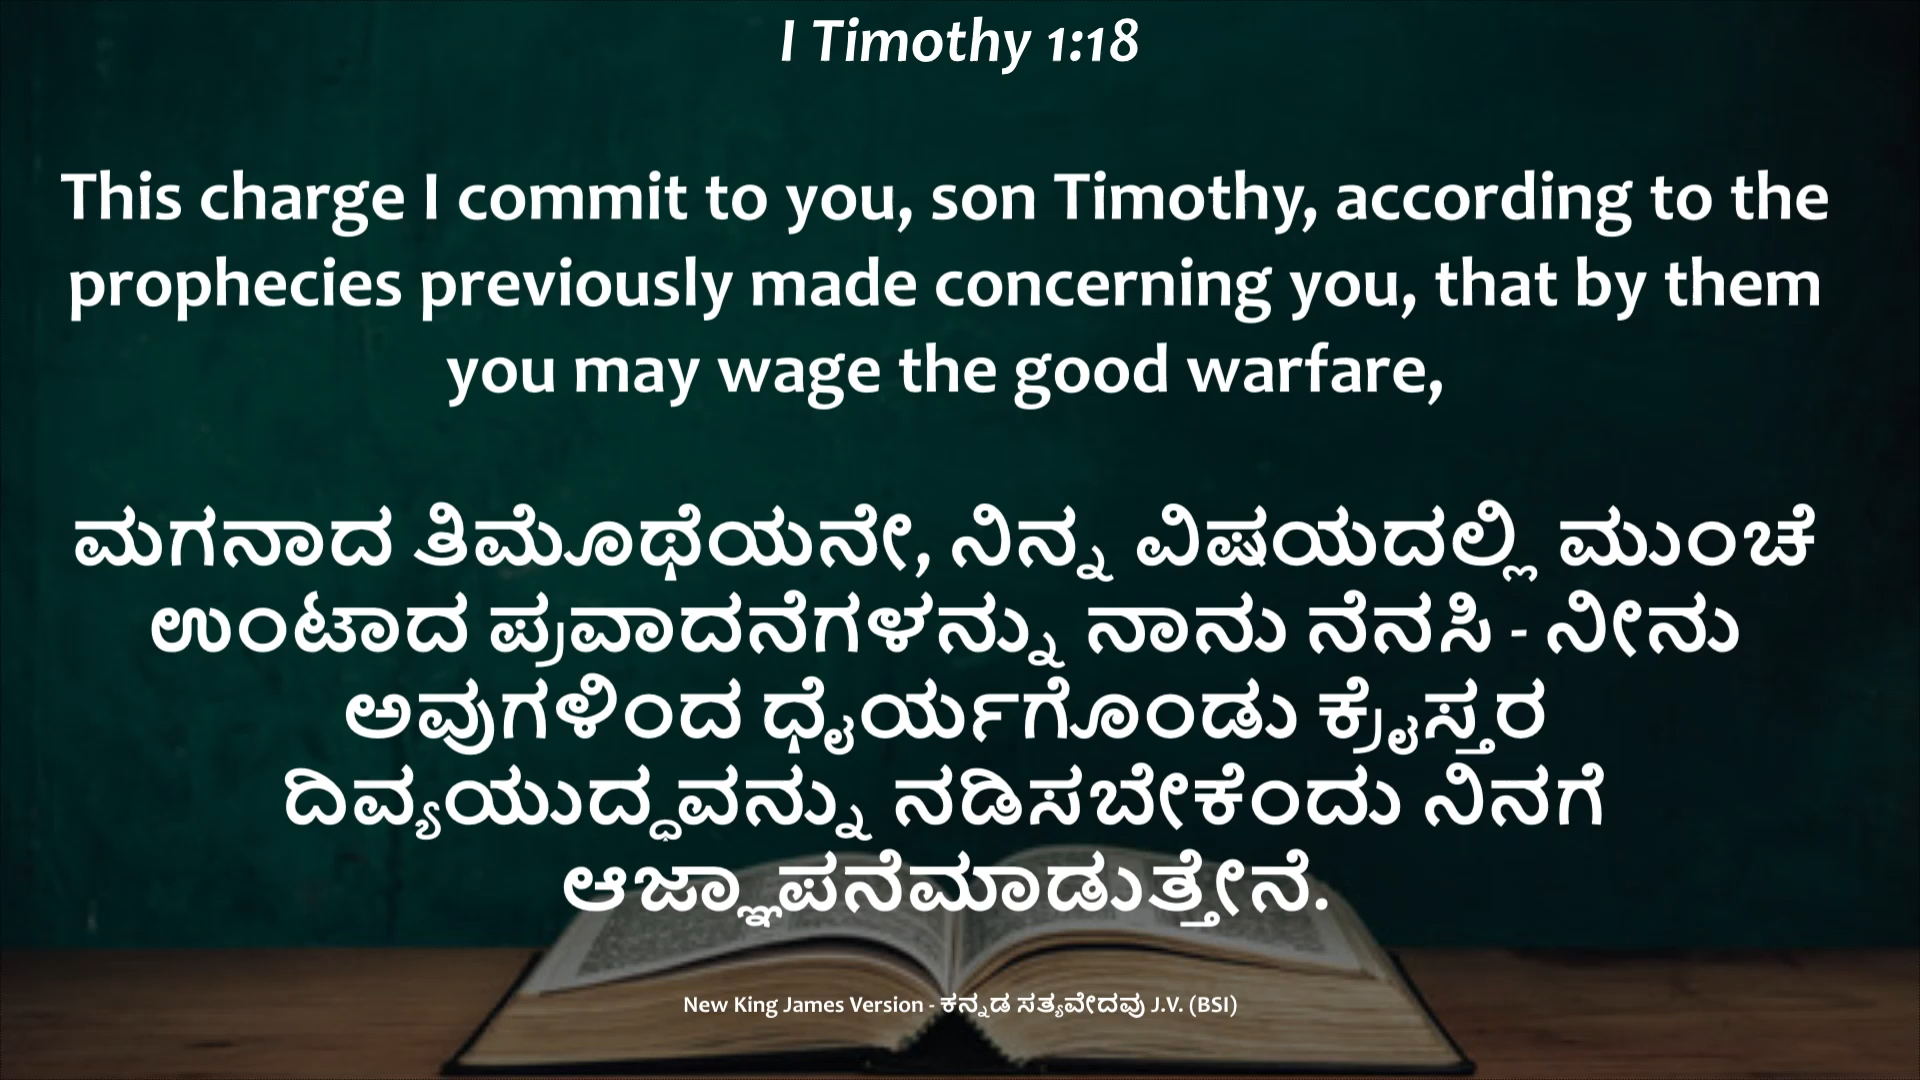 I Timothy 1:18
This charge I commit to you, son Timothy, according to the
prophecies previously made concerning you, that by them
you may wage the good warfare,
ಮಗನಾದ ತಿಮೊಥೆಯನೇ, ನಿನ್ನ ವಿಷಯದಲ್ಲಿ ಮುಂಚೆ
ಉಂಟಾದ ಪ್ರವಾದನೆಗಳನ್ನು ನಾನು ನೆನಸಿ - ನೀನು
ಅವುಗಳಿಂದ ಧೈರ್ಯಗೊಂಡು ಕ್ರೈಸ್ತರ
ದಿವ್ಯಯುದ್ಧವನ್ನು ನಡಿಸಬೇಕೆಂದು ನಿನಗೆ
ಆಜ್ಞಾಪನೆಮಾಡುತ್ತೇನೆ.
New King James Version - ಕನ್ನಡ ಸತ್ಯವೇದವು J.V. (BSI)